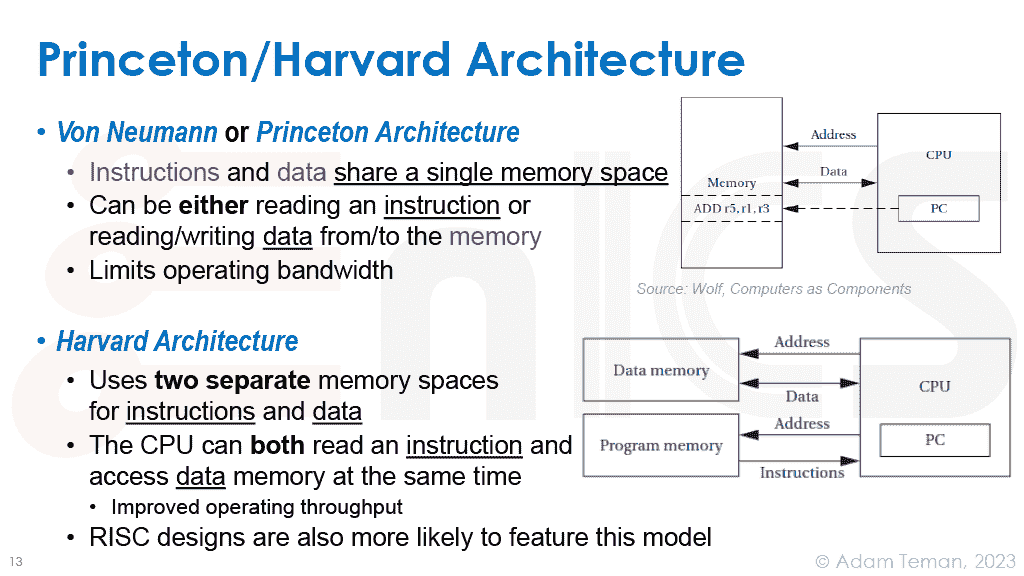 Princeton/Harvard Architecture
• Von Neumann or Princeton Architecture
• Instructions and data share a single memory space
• Can be either reading an instruction or
reading/writing data from/to the memory
• Limits operating bandwidth
Memory
ADD r5,r1,r3
Address
Data
CPU
PC
Source: Wolf, Computers as Components
• Harvard Architecture
• Uses two separate memory spaces
for instructions and data
• The CPU can both read an instruction and
access data memory at the same time
• Improved operating throughput
• RISC designs are also more likely to feature this model
Data memory
Program memory
Address
Data
Address
Instructions
CPU
PC
13
© Adam Teman, 2023
enICS